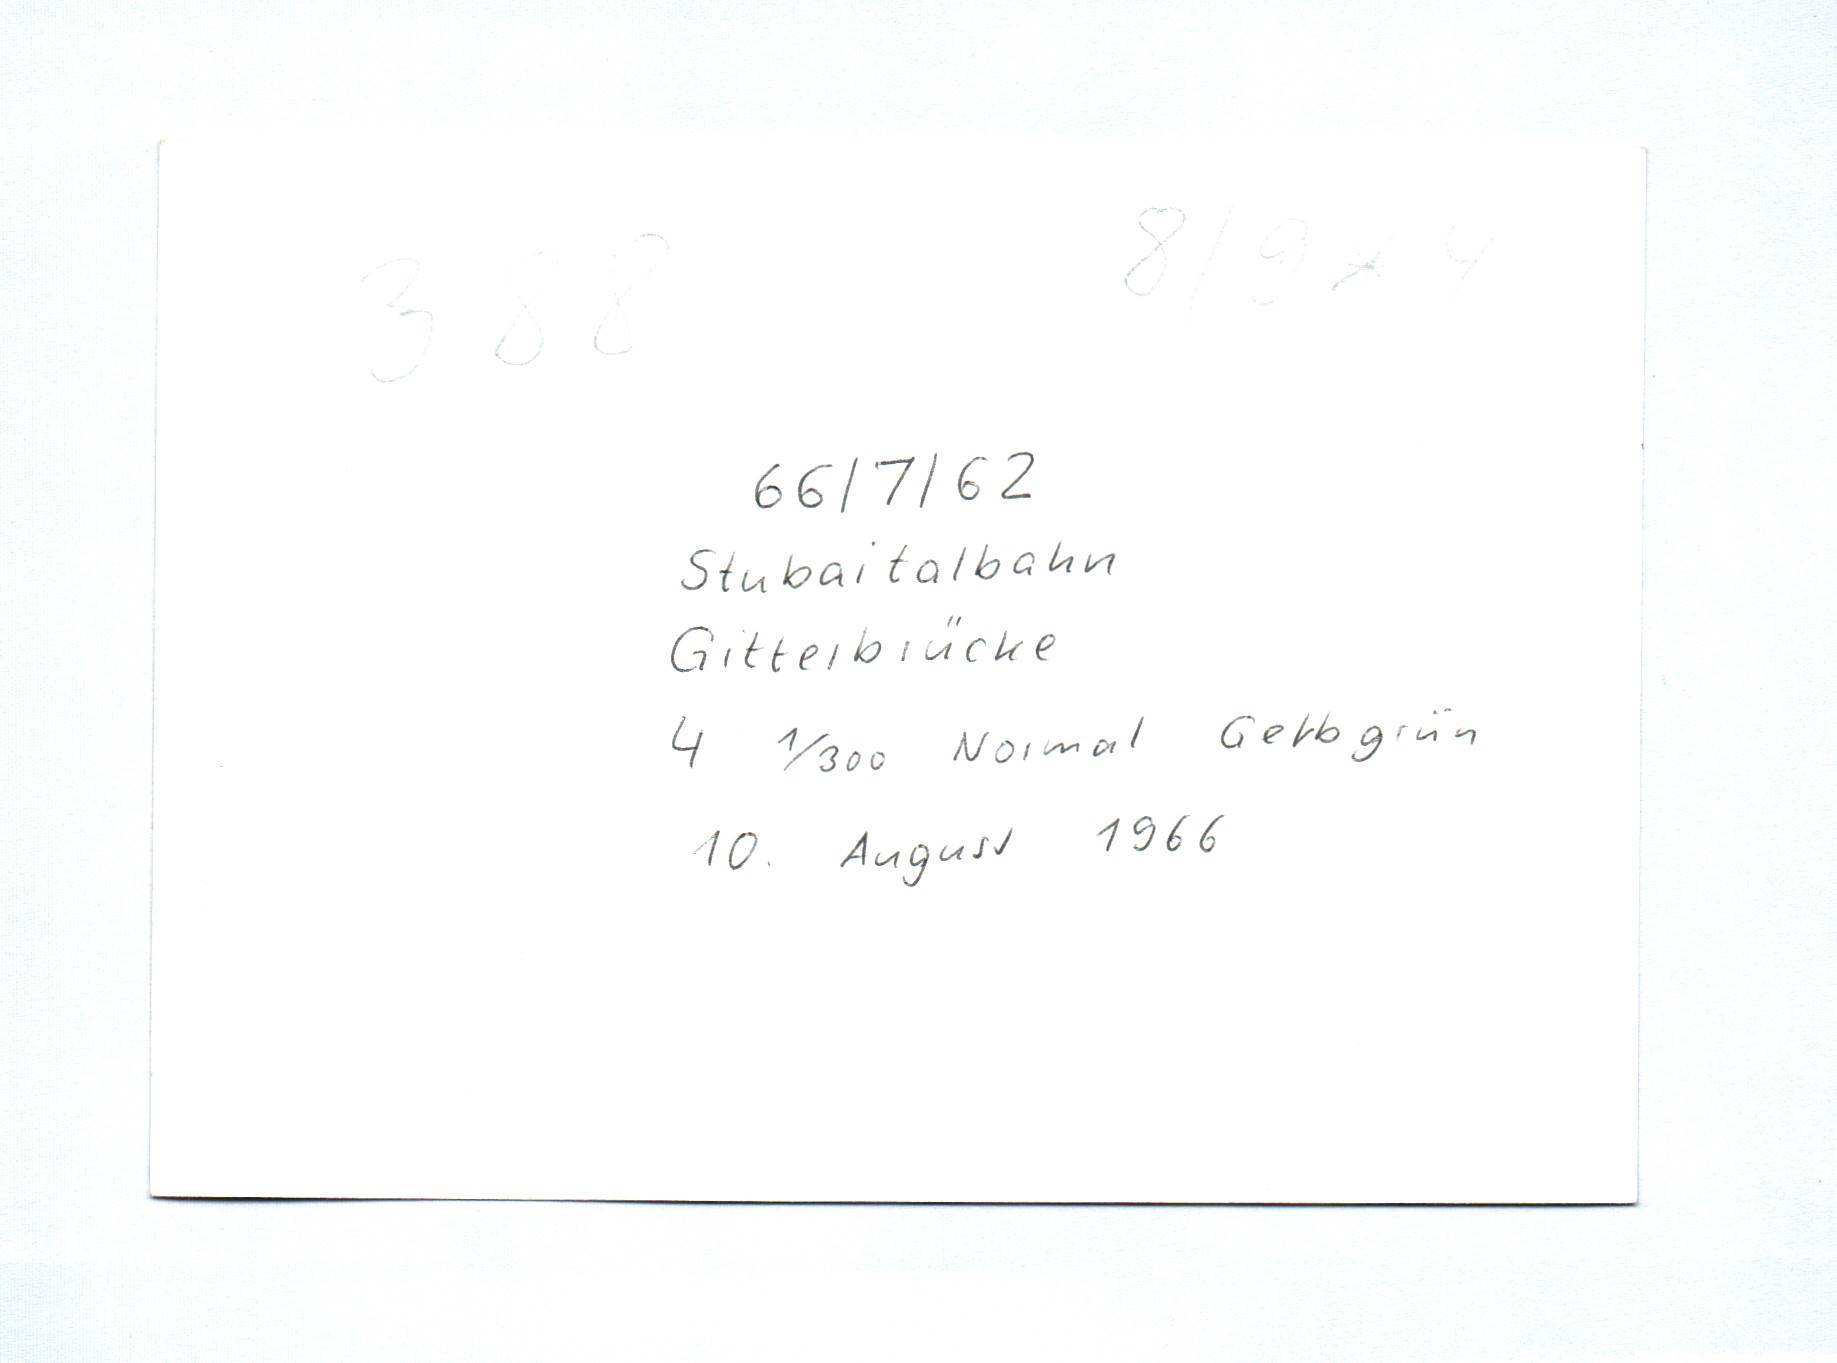 388 8/9 x 4
66/7/62
Stubaitalbahn
Gitterbrücke
4 1/300 Normal Gelbgrün
10. August 1966